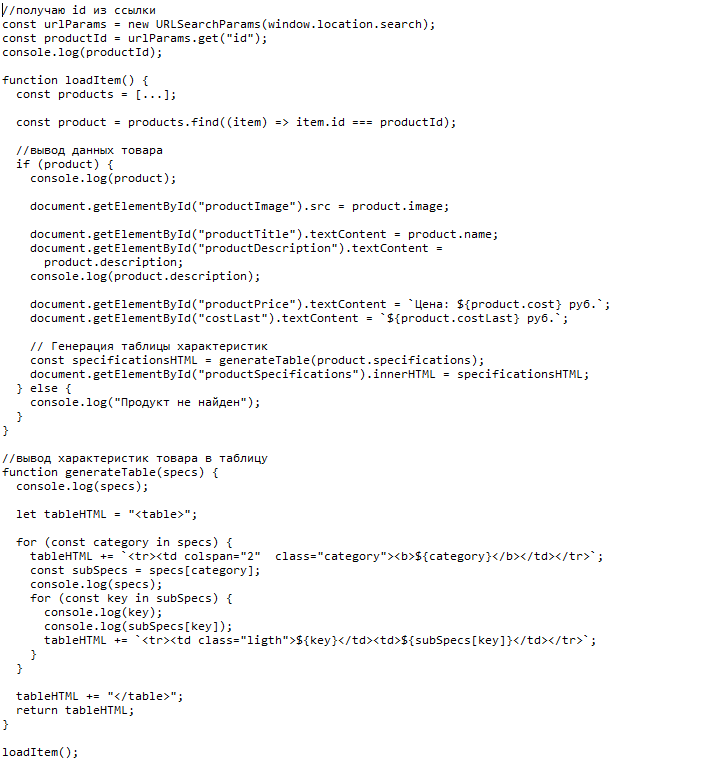 //получаю id из ссылки
const urlParams = new URLSearchParams(window.location.search);
const productId = urlParams.get("id");
console.log(productId);

function loadItem() {
  const products = [...];

  const product = products.find((item) => item.id === productId);

  //вывод данных товара
  if (product) {
    console.log(product);

    document.getElementById("productImage").src = product.image;

    document.getElementById("productTitle").textContent = product.name;
    document.getElementById("productDescription").textContent =
      product.description;
    console.log(product.description);

    document.getElementById("productPrice").textContent = `Цена: ${product.cost} руб.`;
    document.getElementById("costLast").textContent = `${product.costLast} руб.`;

    // Генерация таблицы характеристик
    const specificationsHTML = generateTable(product.specifications);
    document.getElementById("productSpecifications").innerHTML = specificationsHTML;
  } else {
    console.log("Продукт не найден");
  }
}

//вывод характеристик товара в таблицу
function generateTable(specs) {
  console.log(specs);

  let tableHTML = "<table>";

  for (const category in specs) {
    tableHTML += `<tr><td colspan="2"  class="category"><b>${category}</b></td></tr>`;
    const subSpecs = specs[category];
    console.log(specs);
    for (const key in subSpecs) {
      console.log(key);
      console.log(subSpecs[key]);
      tableHTML += `<tr><td class="ligth">${key}</td><td>${subSpecs[key]}</td></tr>`;
    }
  }

  tableHTML += "</table>";
  return tableHTML;
}

loadItem();